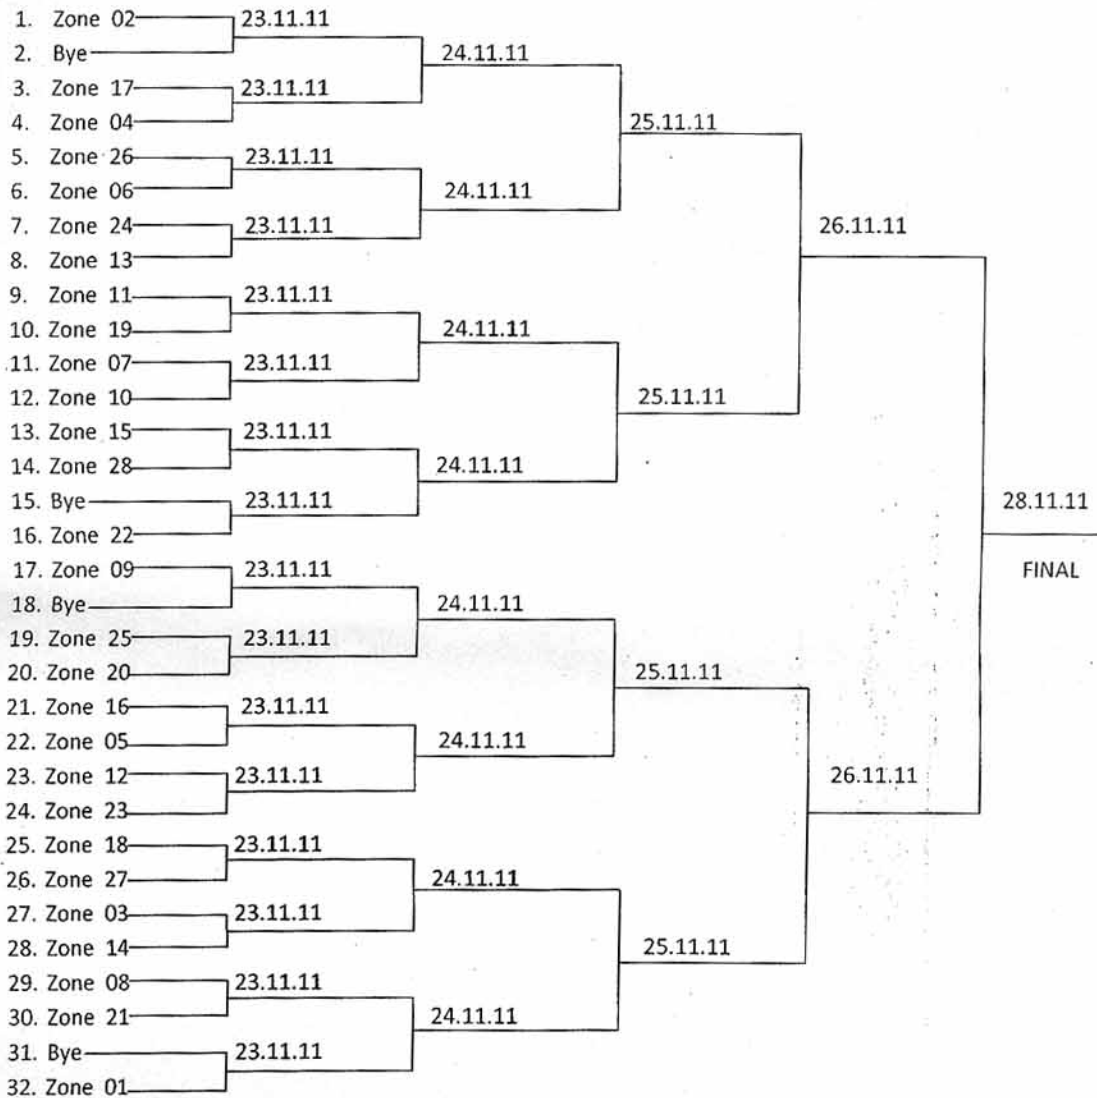 1. Zone 02 23.11.11
2. Bye 24.11.11
3. Zone 17 23.11.11
4. Zone 04 25.11.11
5. Zone 26 23.11.11
6. Zone 06 24.11.11
7. Zone 24 23.11.11 26.11.11
8. Zone 13
9. Zone 11 23.11.11
10. Zone 19 24.11.11
11. Zone 07 23.11.11
12. Zone 10 25.11.11
13. Zone 15 23.11.11
14. Zone 28 24.11.11
15. Bye 23.11.11 28.11.11
16. Zone 22
17. Zone 09 23.11.11 FINAL
18. Bye 24.11.11
19. Zone 25 23.11.11
20. Zone 20 25.11.11
21. Zone 16 23.11.11
22. Zone 05 24.11.11
23. Zone 12 23.11.11 26.11.11
24. Zone 23
25. Zone 18 23.11.11
26. Zone 27 24.11.11
27. Zone 03 23.11.11
28. Zone 14 25.11.11
29. Zone 08 23.11.11
30. Zone 21 24.11.11
31. Bye 23.11.11
32. Zone 01